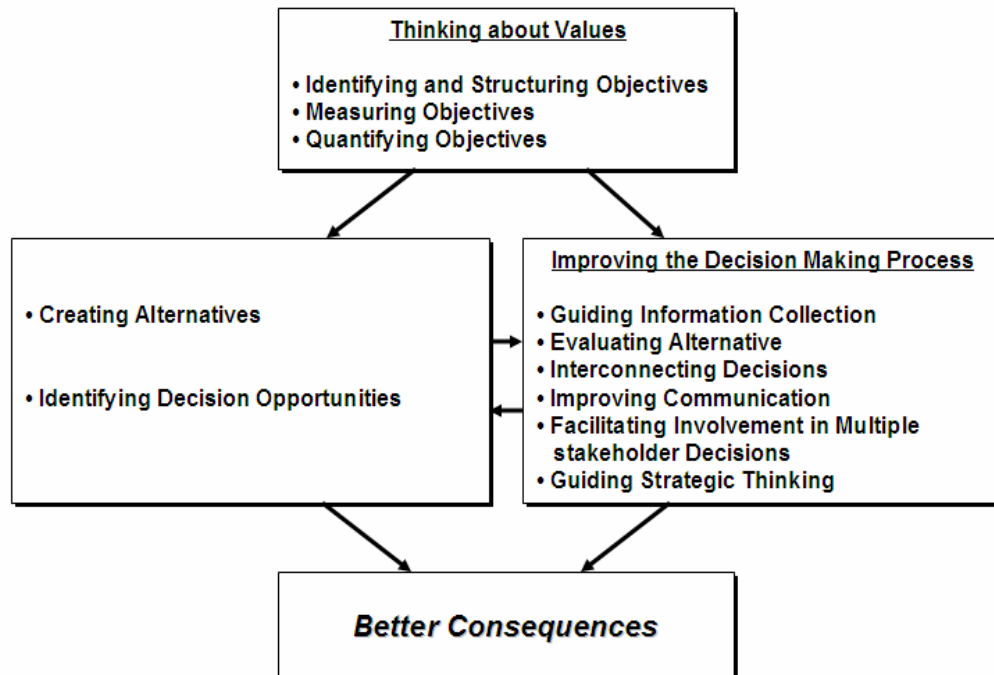 Thinking about Values
• Identifying and Structuring Objectives
• Measuring Objectives
• Quantifying Objectives
• Creating Alternatives
• Identifying Decision Opportunities
Improving the Decision Making Process
• Guiding Information Collection
• Evaluating Alternative
• Interconnecting Decisions
• Improving Communication
• Facilitating Involvement in Multiple
stakeholder Decisions
• Guiding Strategic Thinking
Better Consequences